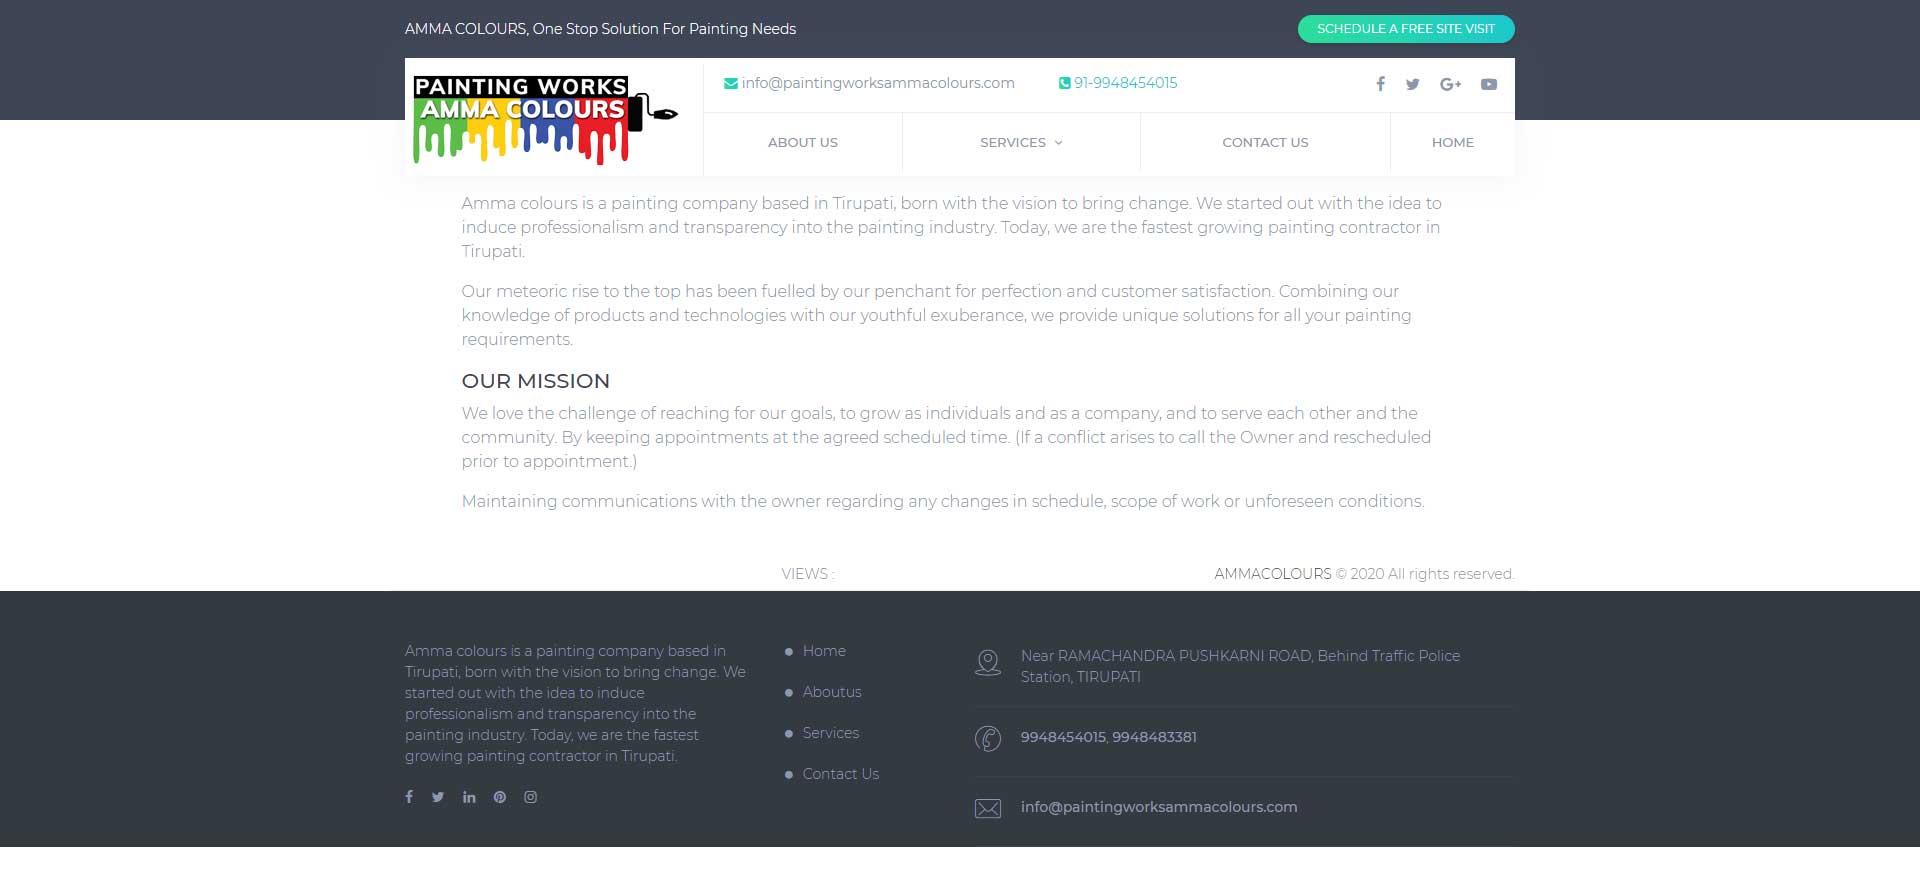 AMMA COLOURS, One Stop Solution For Painting Needs
SCHEDULE A FREE SITE VISIT
PAINTING WORKS
AMMA COLOURS
info@paintingworksammacolours.com
91-9948454015
ABOUT US
SERVICES
CONTACT US
HOME
Amma colours is a painting company based in Tirupati, born with the vision to bring change. We started out with the idea to
induce professionalism and transparency into the painting industry. Today, we are the fastest growing painting contractor in
Tirupati.
Our meteoric rise to the top has been fuelled by our penchant for perfection and customer satisfaction. Combining our
knowledge of products and technologies with our youthful exuberance, we provide unique solutions for all your painting
requirements.
OUR MISSION
We love the challenge of reaching for our goals, to grow as individuals and as a company, and to serve each other and the
community. By keeping appointments at the agreed scheduled time. (If a conflict arises to call the Owner and rescheduled
prior to appointment.)
Maintaining communications with the owner regarding any changes in schedule, scope of work or unforeseen conditions.
VIEWS :
AMMACOLOURS © 2020 All rights reserved.
Amma colours is a painting company based in
Tirupati, born with the vision to bring change. We
started out with the idea to induce
professionalism and transparency into the
painting industry. Today, we are the fastest
growing painting contractor in Tirupati.
Home
Aboutus
Services
Contact Us
Near RAMACHANDRA PUSHKARNI ROAD, Behind Traffic Police
Station, TIRUPATI
9948454015, 9948483381
info@paintingworksammacolours.com